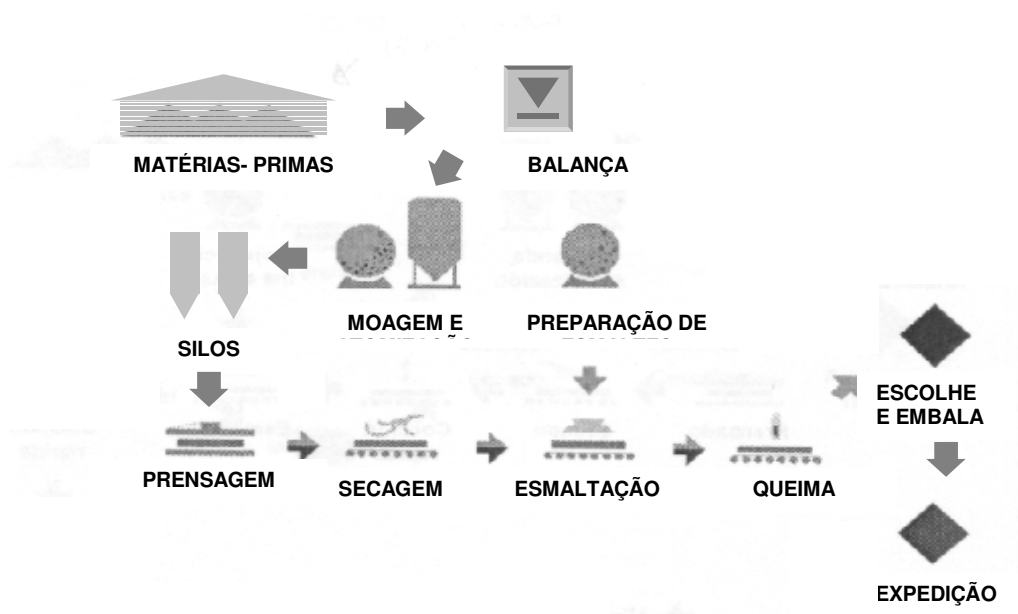 MATÉRIAS- PRIMAS
BALANÇA
MOAGEM E
PREPARAÇÃO DE
SILOS
ESCOLHE
E EMBALA
PRENSAGEM
SECAGEM
ESMALTAÇÃO
QUEIMA
EXPEDIÇÃO